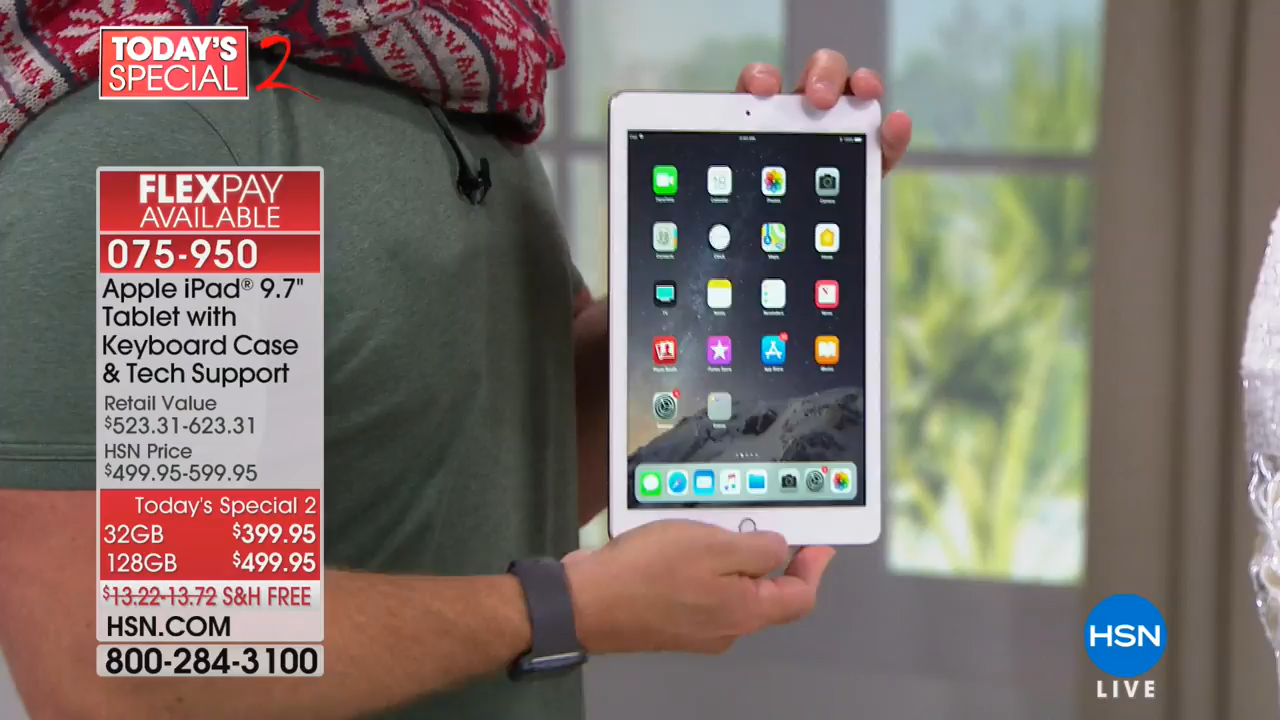 TODAY'S
SPECIAL 2
FLEXPAY
AVAILABLE
075-950
Apple iPad® 9.7"
Tablet with
Keyboard Case
& Tech Support
Retail Value
$523.31-623.31
HSN Price
$499.95-599.95
Today's Special 2
32GB $399.95
128GB $499.95
$13.22-13.72 S&H FREE
HSN.COM
800-284-3100
HSN
LIVE